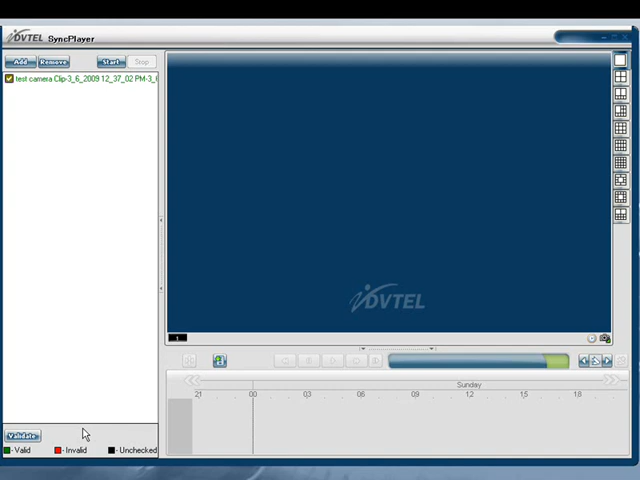 DVTEL SyncPlayer
Add Remove Start Stop
test camera Clip-3_6_2009 12_37_02 PM-3_
DVTEL
1
Sunday
21 00 03 06 09 12 15 18
Validate
- Valid - Invalid - Unchecked